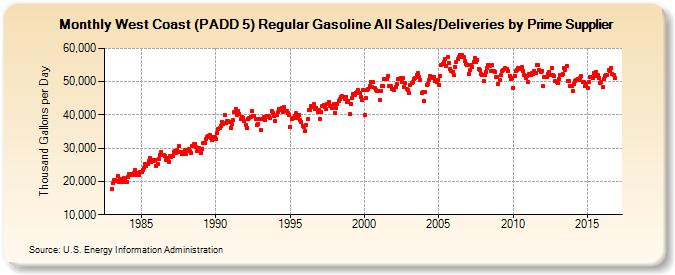 Monthly West Coast (PADD 5) Regular Gasoline All Sales/Deliveries by Prime Supplier
Thousand Gallons per Day
60,000
50,000
40,000
30,000
20,000
10,000
1985 1990 1995 2000 2005 2010 2015
Source: U.S. Energy Information Administration